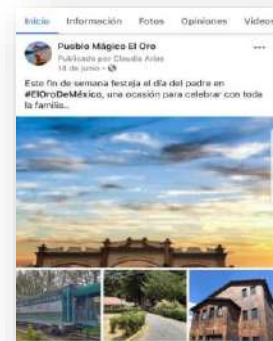 Inicio Información Fotos Opiniones Videos
Pueblo Mágico El Oro
Publicado por Claudia Arias
18 de junio
Este fin de semana festeja el día del padre en
#ElOroDeMéxico, una ocasión para celebrar con toda
la familia..